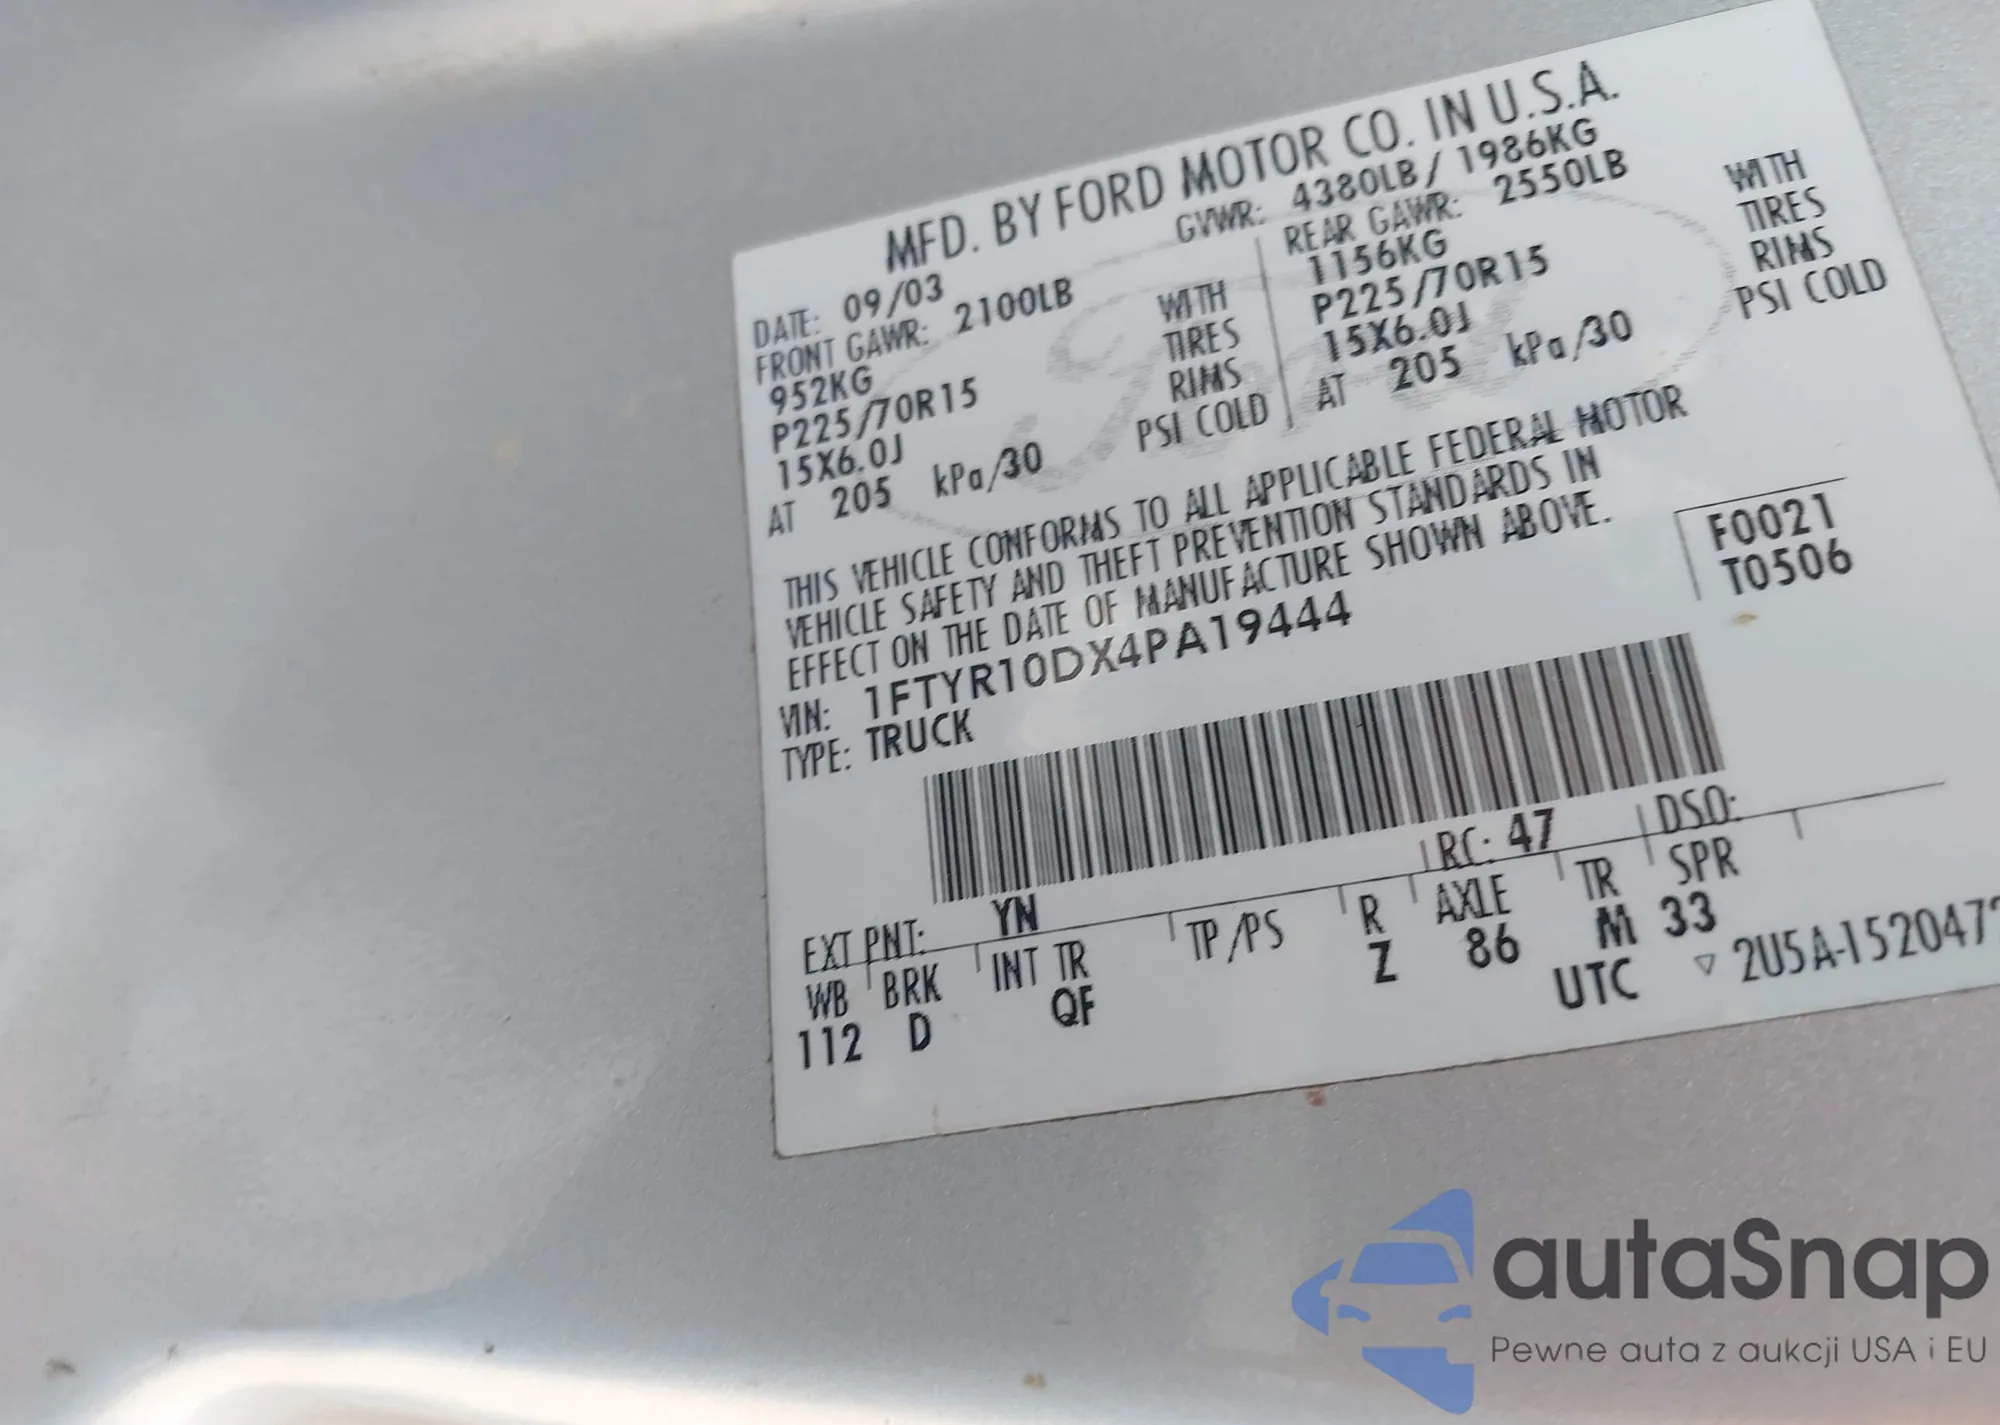 MFD. BY FORD MOTOR CO. IN U.S.A.
DATE: 09/03 GVWR: 4380LB/ 1986KG
FRONT GAWR: 2100LB REAR GAWR: 2550LB
952KG WITH 1156KG WITH
P225/70R15 TIRES P225/70R15 TIRES
15X6.0J RIMS 15X6.0J RIMS
AT 205 kPa/30 PSI COLD AT 205 kPa/30 PSI COLD
THIS VEHICLE CONFORMS TO ALL APPLICABLE FEDERAL MOTOR
VEHICLE SAFETY AND THEFT PREVENTION STANDARDS IN
EFFECT ON THE DATE OF MANUFACTURE SHOWN ABOVE.
F0021
T0506
VIN: 1FTYR10DX4PA19444
TYPE: TRUCK
EXT PNT: YN RC: 47 DSO:
WB BRK INT TR TP/PS R AXLE TR SPR
112 D QF Z 86 M 33
UTC ▽ 2U5A-1520472
autaSnap
Pewne auta z aukcji USA i EU